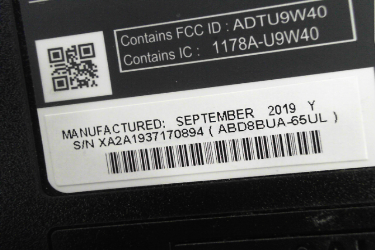 Contains FCC ID : ADTU9W40
Contains IC : 1178A-U9W40
MANUFACTURED: SEPTEMBER 2019 Y
S/N XA2A1937170894 ( ABD8BUA-65UL )